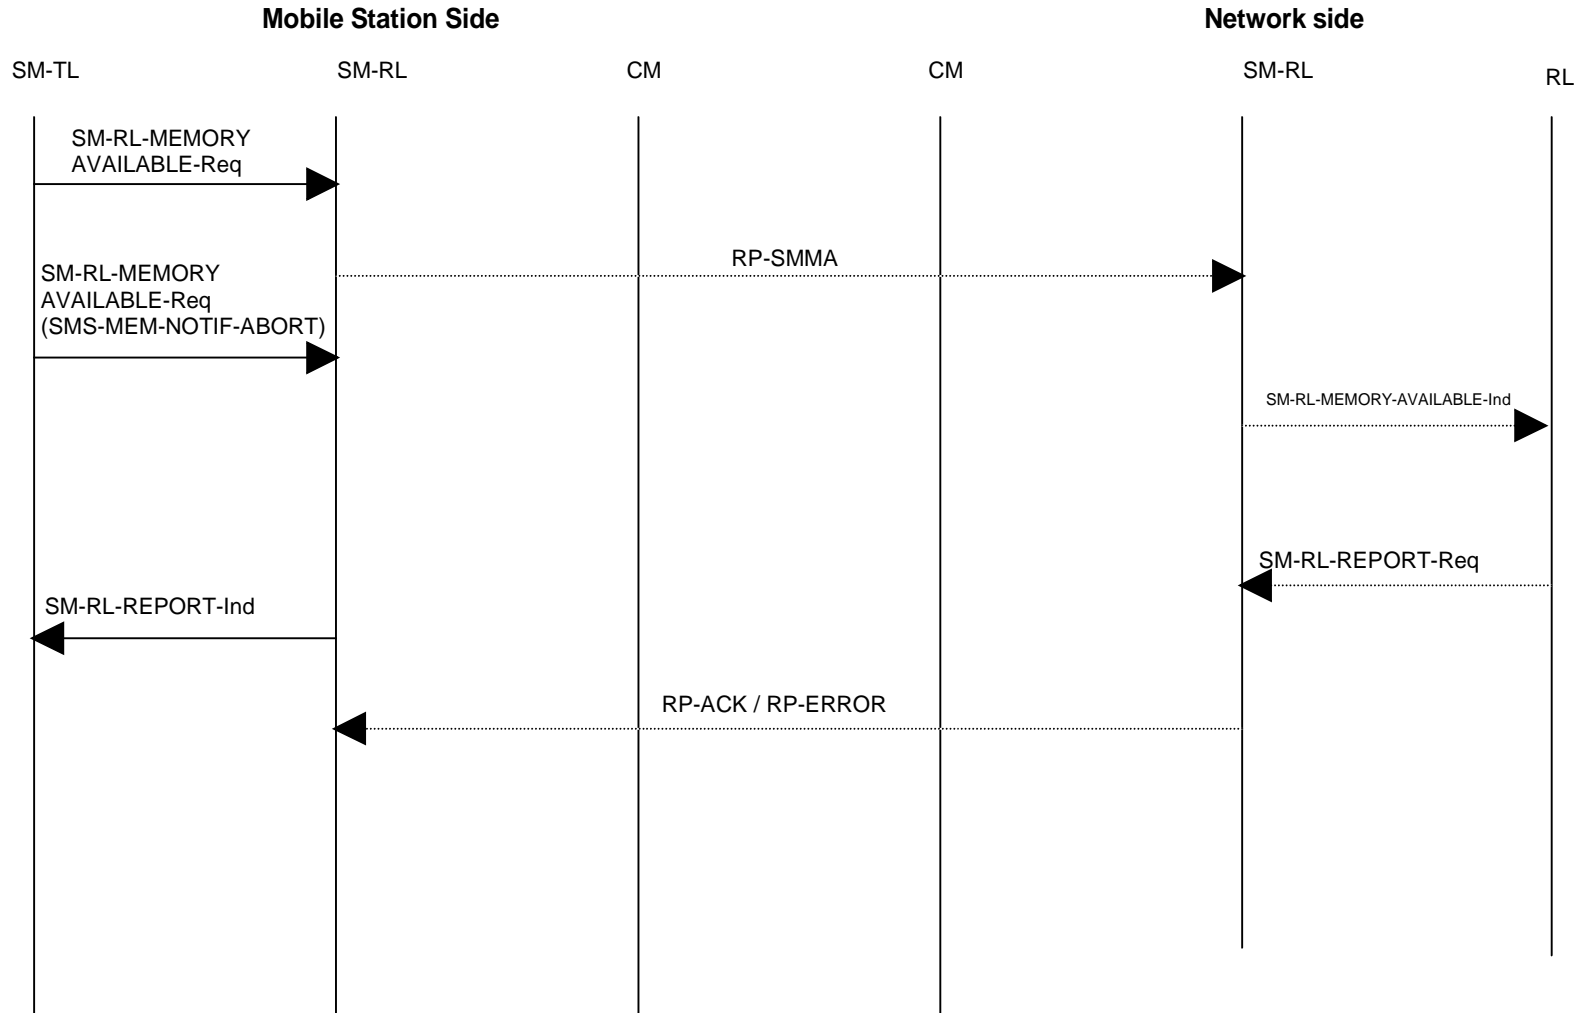 Mobile Station Side
Network side
SM-TL
SM-RL
CM
CM
SM-RL
RL
SM-RL-MEMORY
AVAILABLE-Req
RP-SMMA
SM-RL-MEMORY
AVAILABLE-Req
(SMS-MEM-NOTIF-ABORT)
SM-RL-MEMORY-AVAILABLE-Ind
SM-RL-REPORT-Req
SM-RL-REPORT-Ind
RP-ACK / RP-ERROR